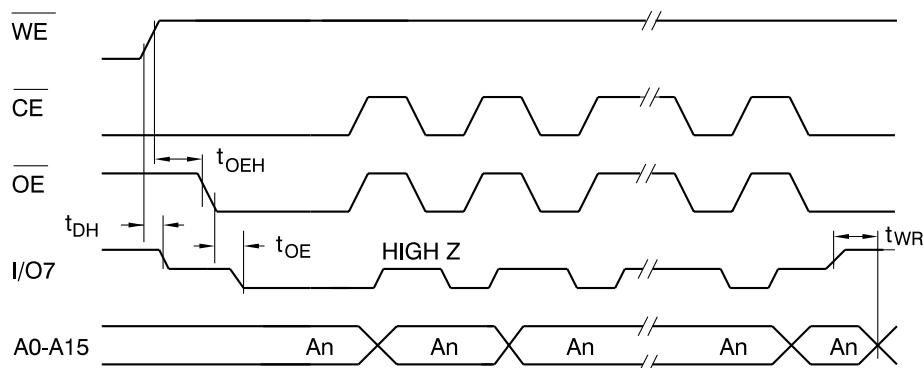 WE
CE
tOEH
OE
tDH
tOE
HIGH Z
tWR
I/O7
A0-A15 An An An An An